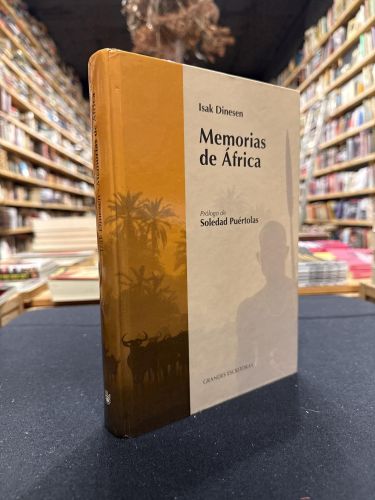 Isak Dinesen
Memorias
de África
Prólogo de
Soledad Puértolas
GRANDES ESCRITORAS